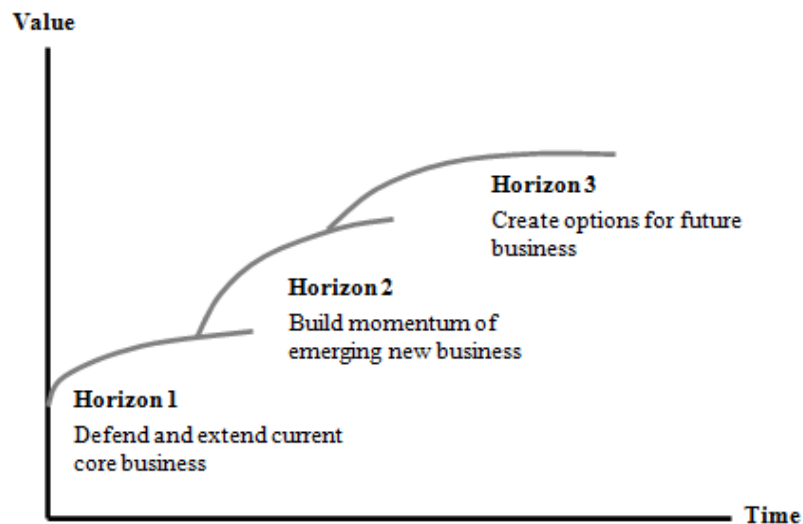 Value
Horizon 3
Create options for future
business
Horizon 2
Build momentum of
emerging new business
Horizon 1
Defend and extend current
core business
Time